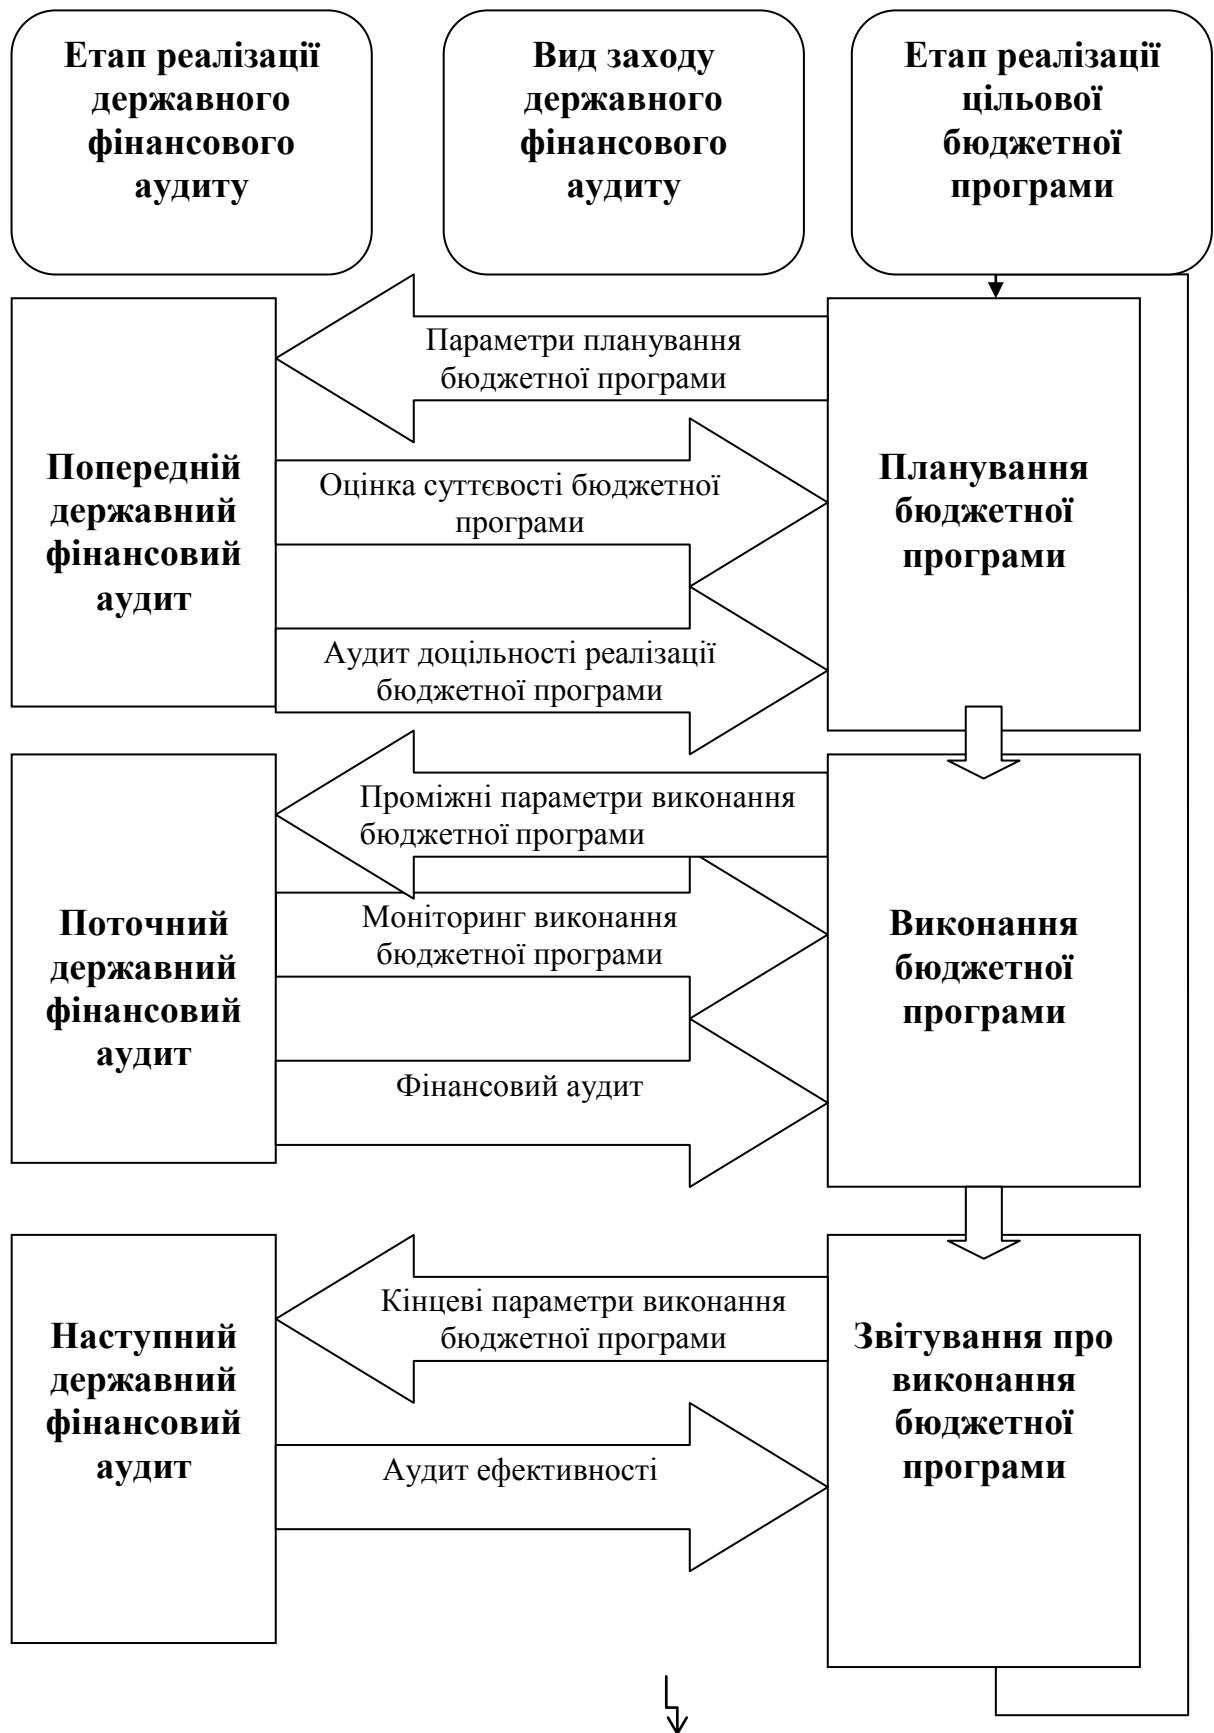 Етап реалізації
державного
фінансового
аудиту
Вид заходу
державного
фінансового
аудиту
Етап реалізації
цільової
бюджетної
програми
Параметри планування
бюджетної програми
Попередній
державний
фінансовий
аудит
Оцінка суттєвості бюджетної
програми
Планування
бюджетної
програми
Аудит доцільності реалізації
бюджетної програми
Проміжні параметри виконання
бюджетної програми
Поточний
державний
фінансовий
аудит
Моніторинг виконання
бюджетної програми
Виконання
бюджетної
програми
Фінансовий аудит
Кінцеві параметри виконання
бюджетної програми
Наступний
державний
фінансовий
аудит
Звітування про
виконання
бюджетної
програми
Аудит ефективності